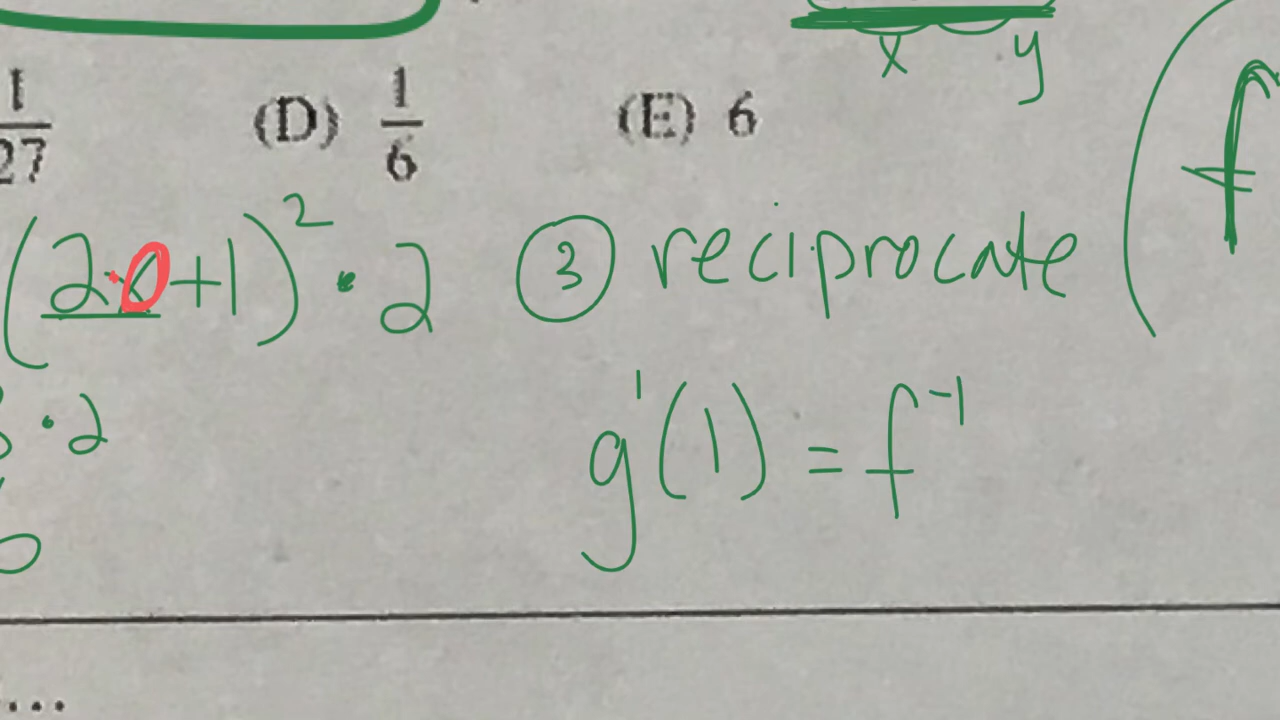 x y
1/27 (D) 1/6 (E) 6
(2·0+1)² · 2 ③ reciprocate (f
· 2 g'(1) = f⁻¹
...